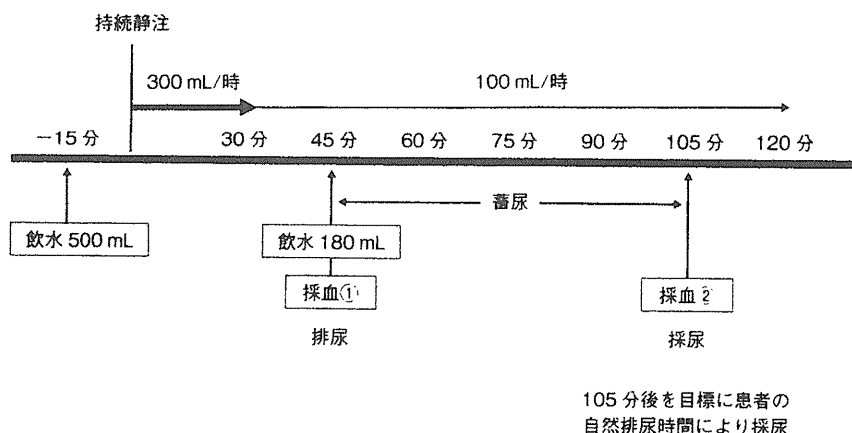 持続静注
300 mL/時
100 mL/時
−15 分
30 分
45 分
60 分
75 分
90 分
105 分
120 分
蓄尿
飲水 500 mL
飲水 180 mL
採血①
採血②
排尿
採尿
105 分後を目標に患者の
自然排尿時間により採尿